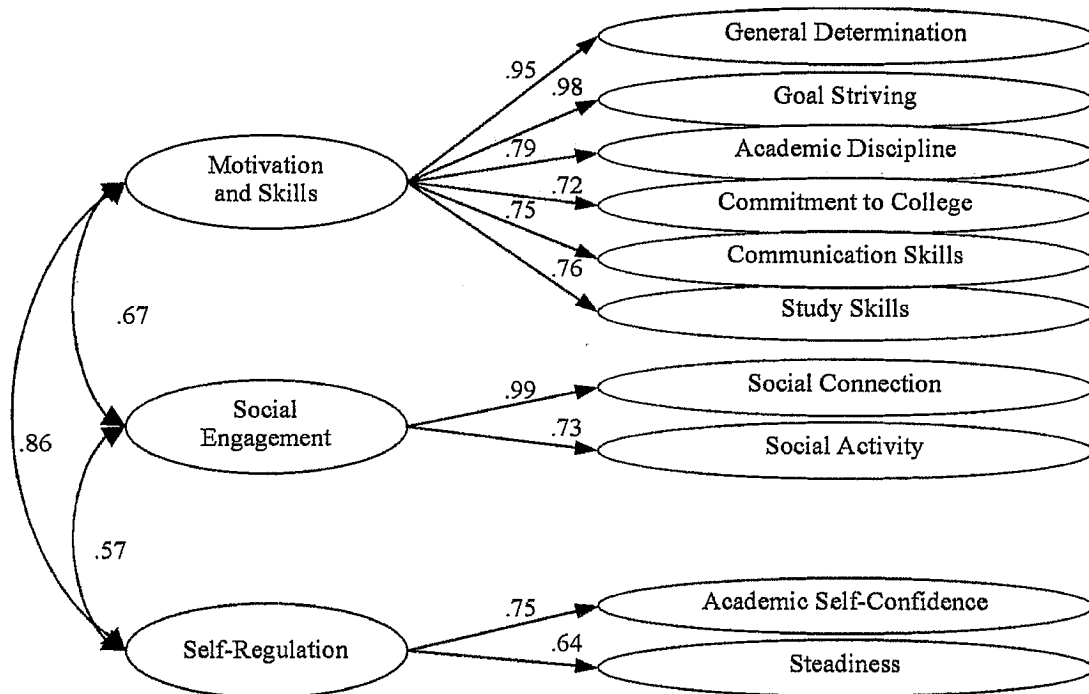 General Determination
.95
.98
Goal Striving
.79
Academic Discipline
Motivation
and Skills
.72
Commitment to College
.75
Communication Skills
.76
Study Skills
.67
.99
Social Connection
Social
Engagement
.73
Social Activity
.86
.57
.75
Academic Self-Confidence
Self-Regulation
.64
Steadiness